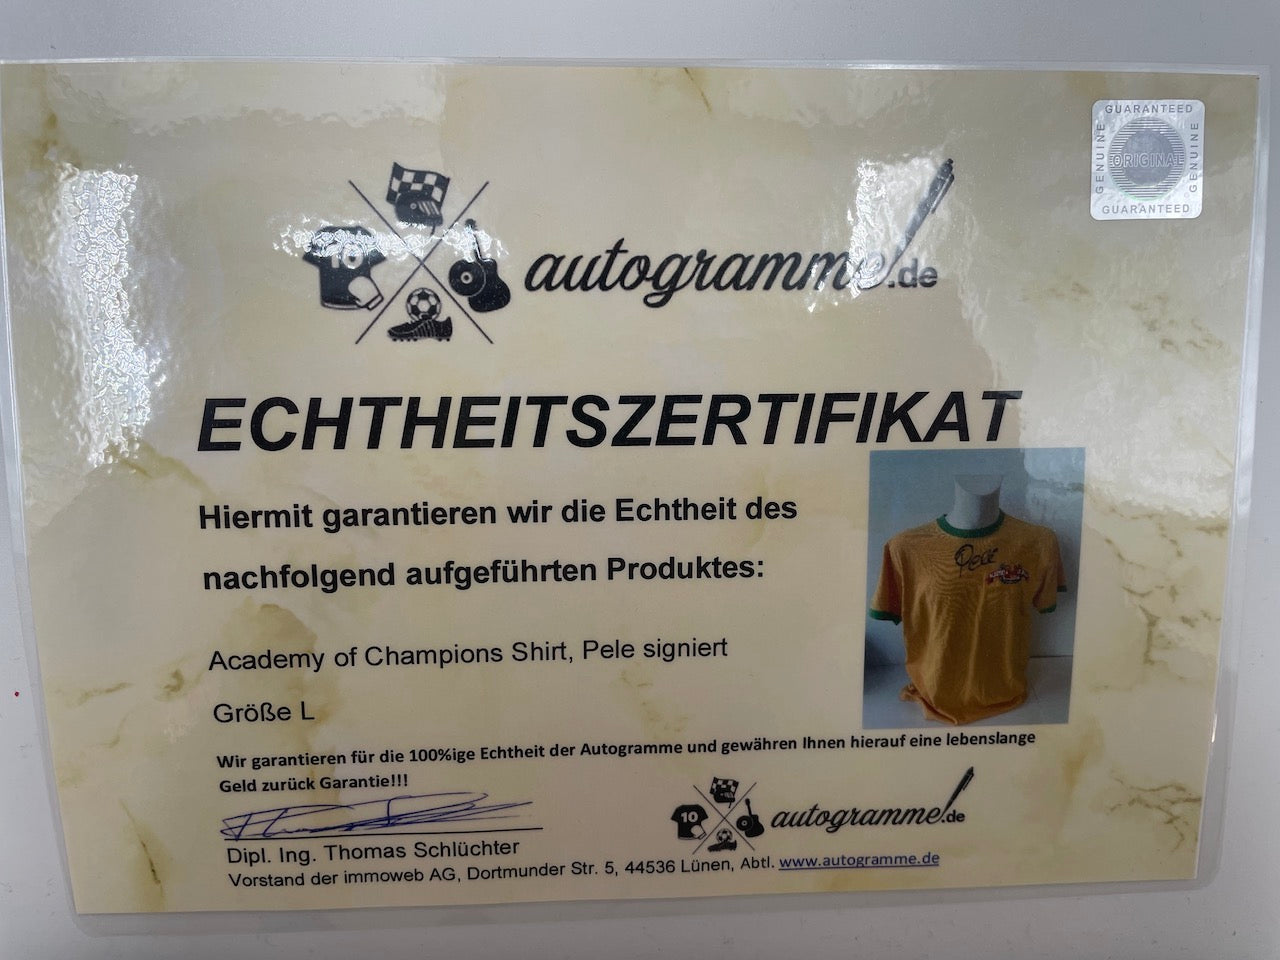 GUARANTEED
GENUINE
ORIGINAL
GENUINE
GUARANTEED
10
autogramme.de
ECHTHEITSZERTIFIKAT
Hiermit garantieren wir die Echtheit des
nachfolgend aufgeführten Produktes:
Pelé
Academy of Champions Shirt, Pele signiert
Größe L
Wir garantieren für die 100%ige Echtheit der Autogramme und gewähren Ihnen hierauf eine lebenslange
Geld zurück Garantie!!!
10
autogramme.de
Dipl. Ing. Thomas Schlüchter
Vorstand der immoweb AG, Dortmunder Str. 5, 44536 Lünen, Abtl. www.autogramme.de